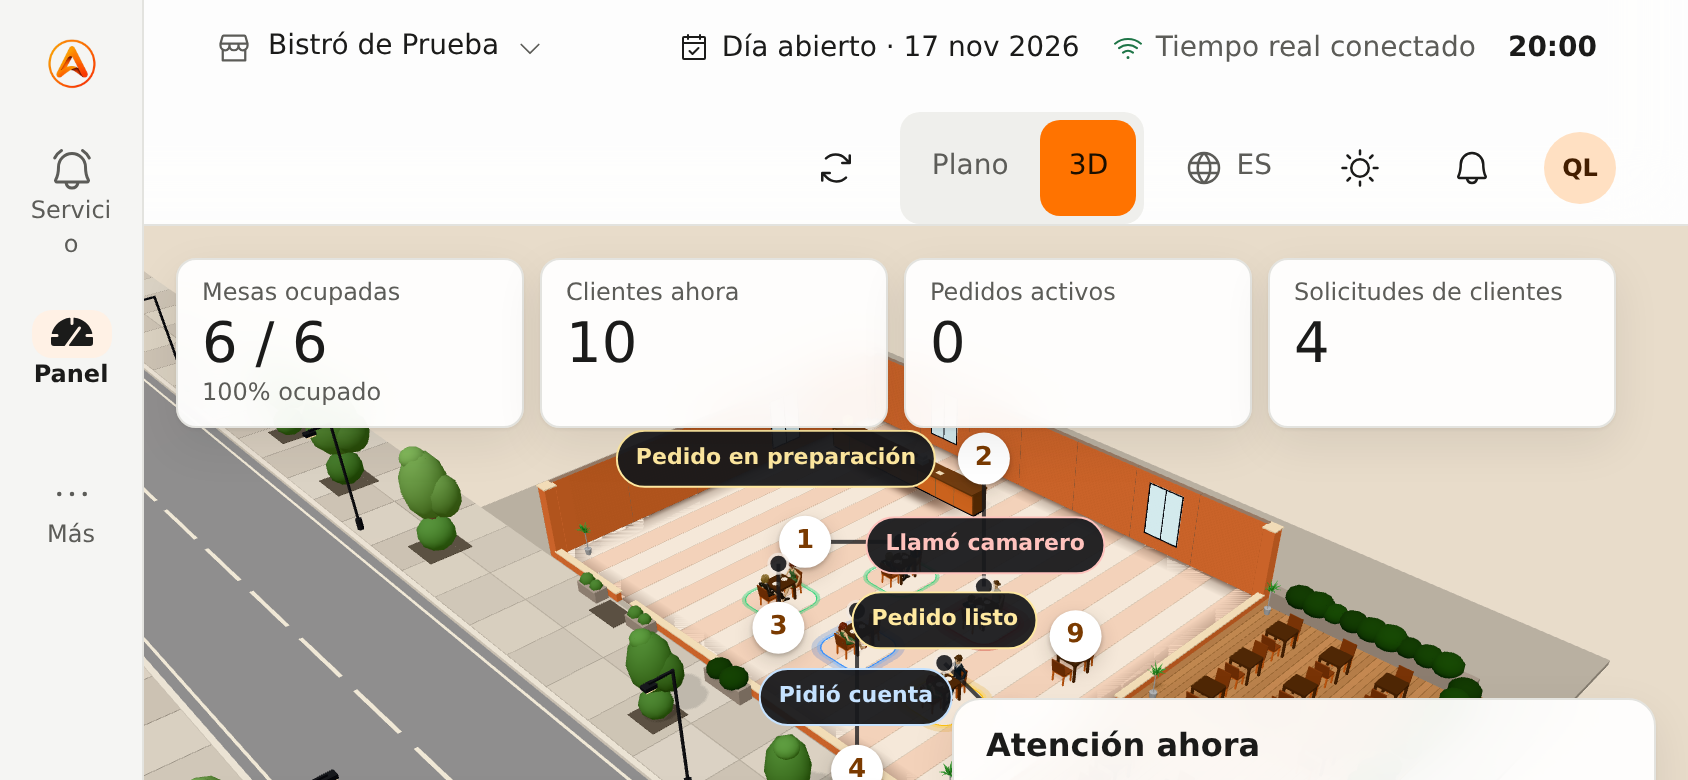 Bistró de Prueba
Día abierto · 17 nov 2026
Tiempo real conectado
20:00
Plano
3D
ES
QL
Servici
o
Panel
Más
Mesas ocupadas
6 / 6
100% ocupado
Clientes ahora
10
Pedidos activos
0
Solicitudes de clientes
4
Pedido en preparación
2
1
Llamó camarero
3
Pedido listo
9
Pidió cuenta
4
Atención ahora